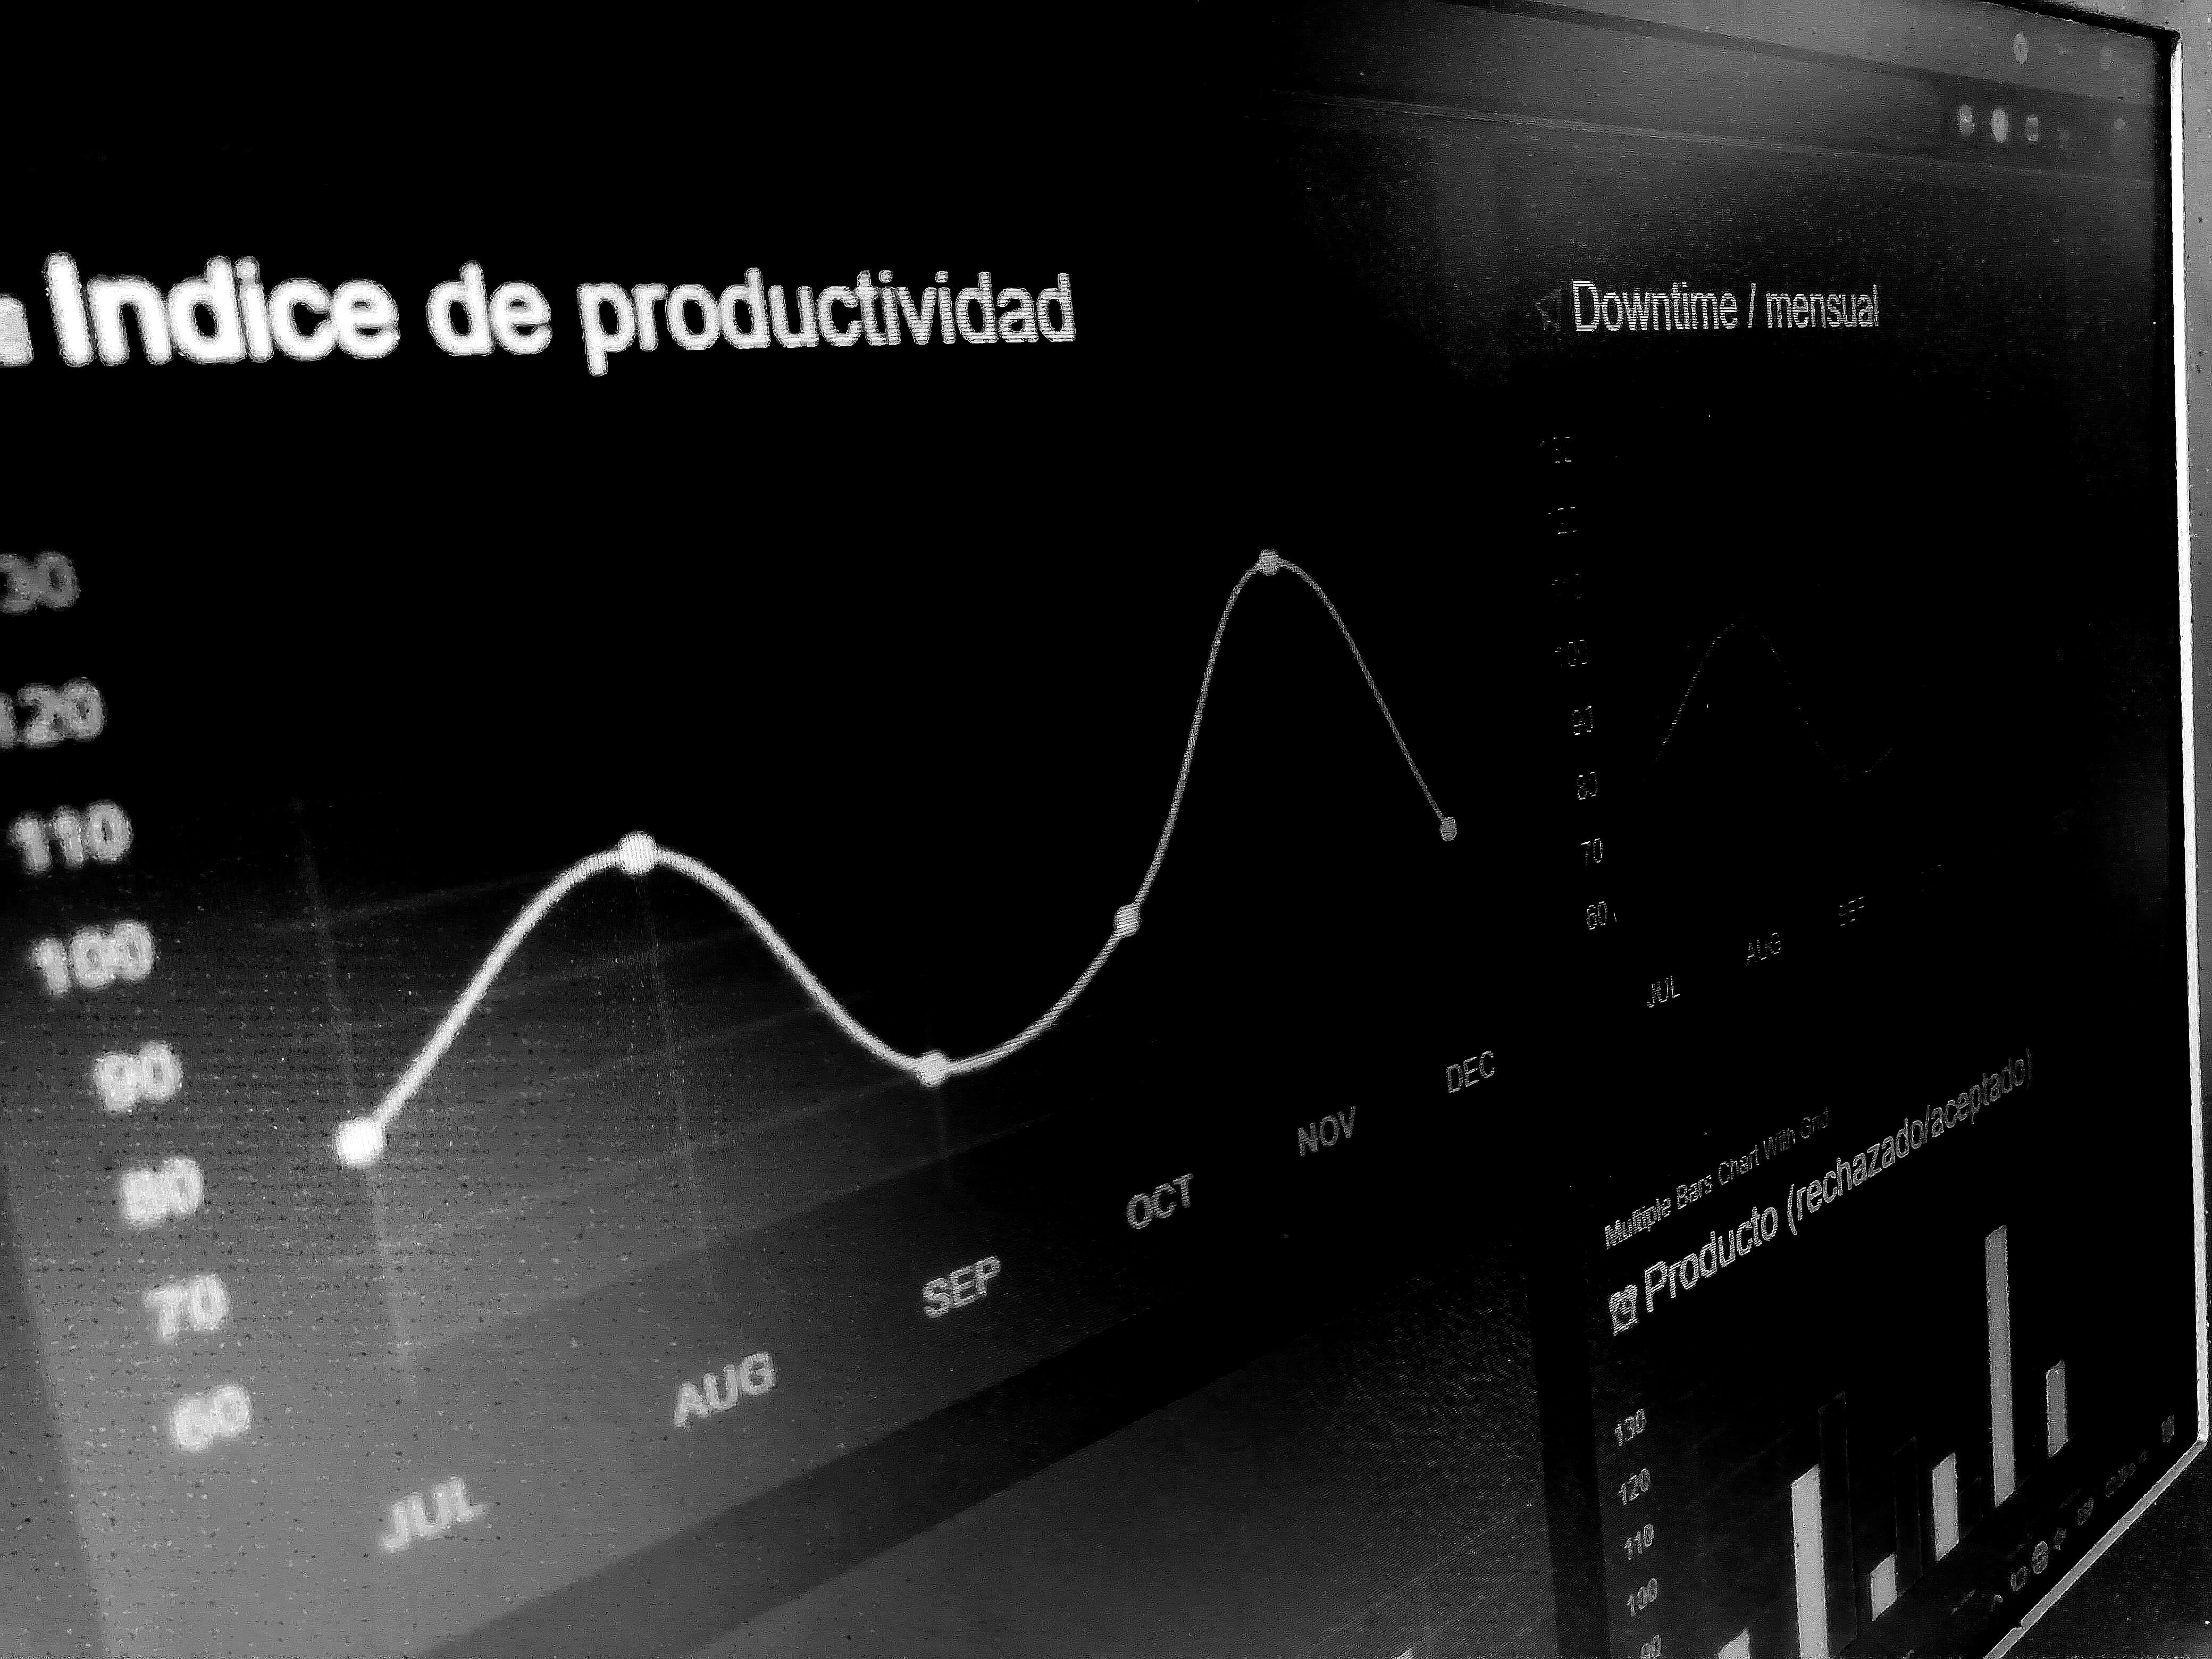 Indice de productividad
120
110
100
90
80
70
60
JUL
AUG
SEP
OCT
NOV
DEC
Downtime / mensual
100
90
80
70
60
JUL
AUG
SEP
Multiple Bars Chart With Grid
Producto (rechazado/aceptado)
130
120
110
100
90